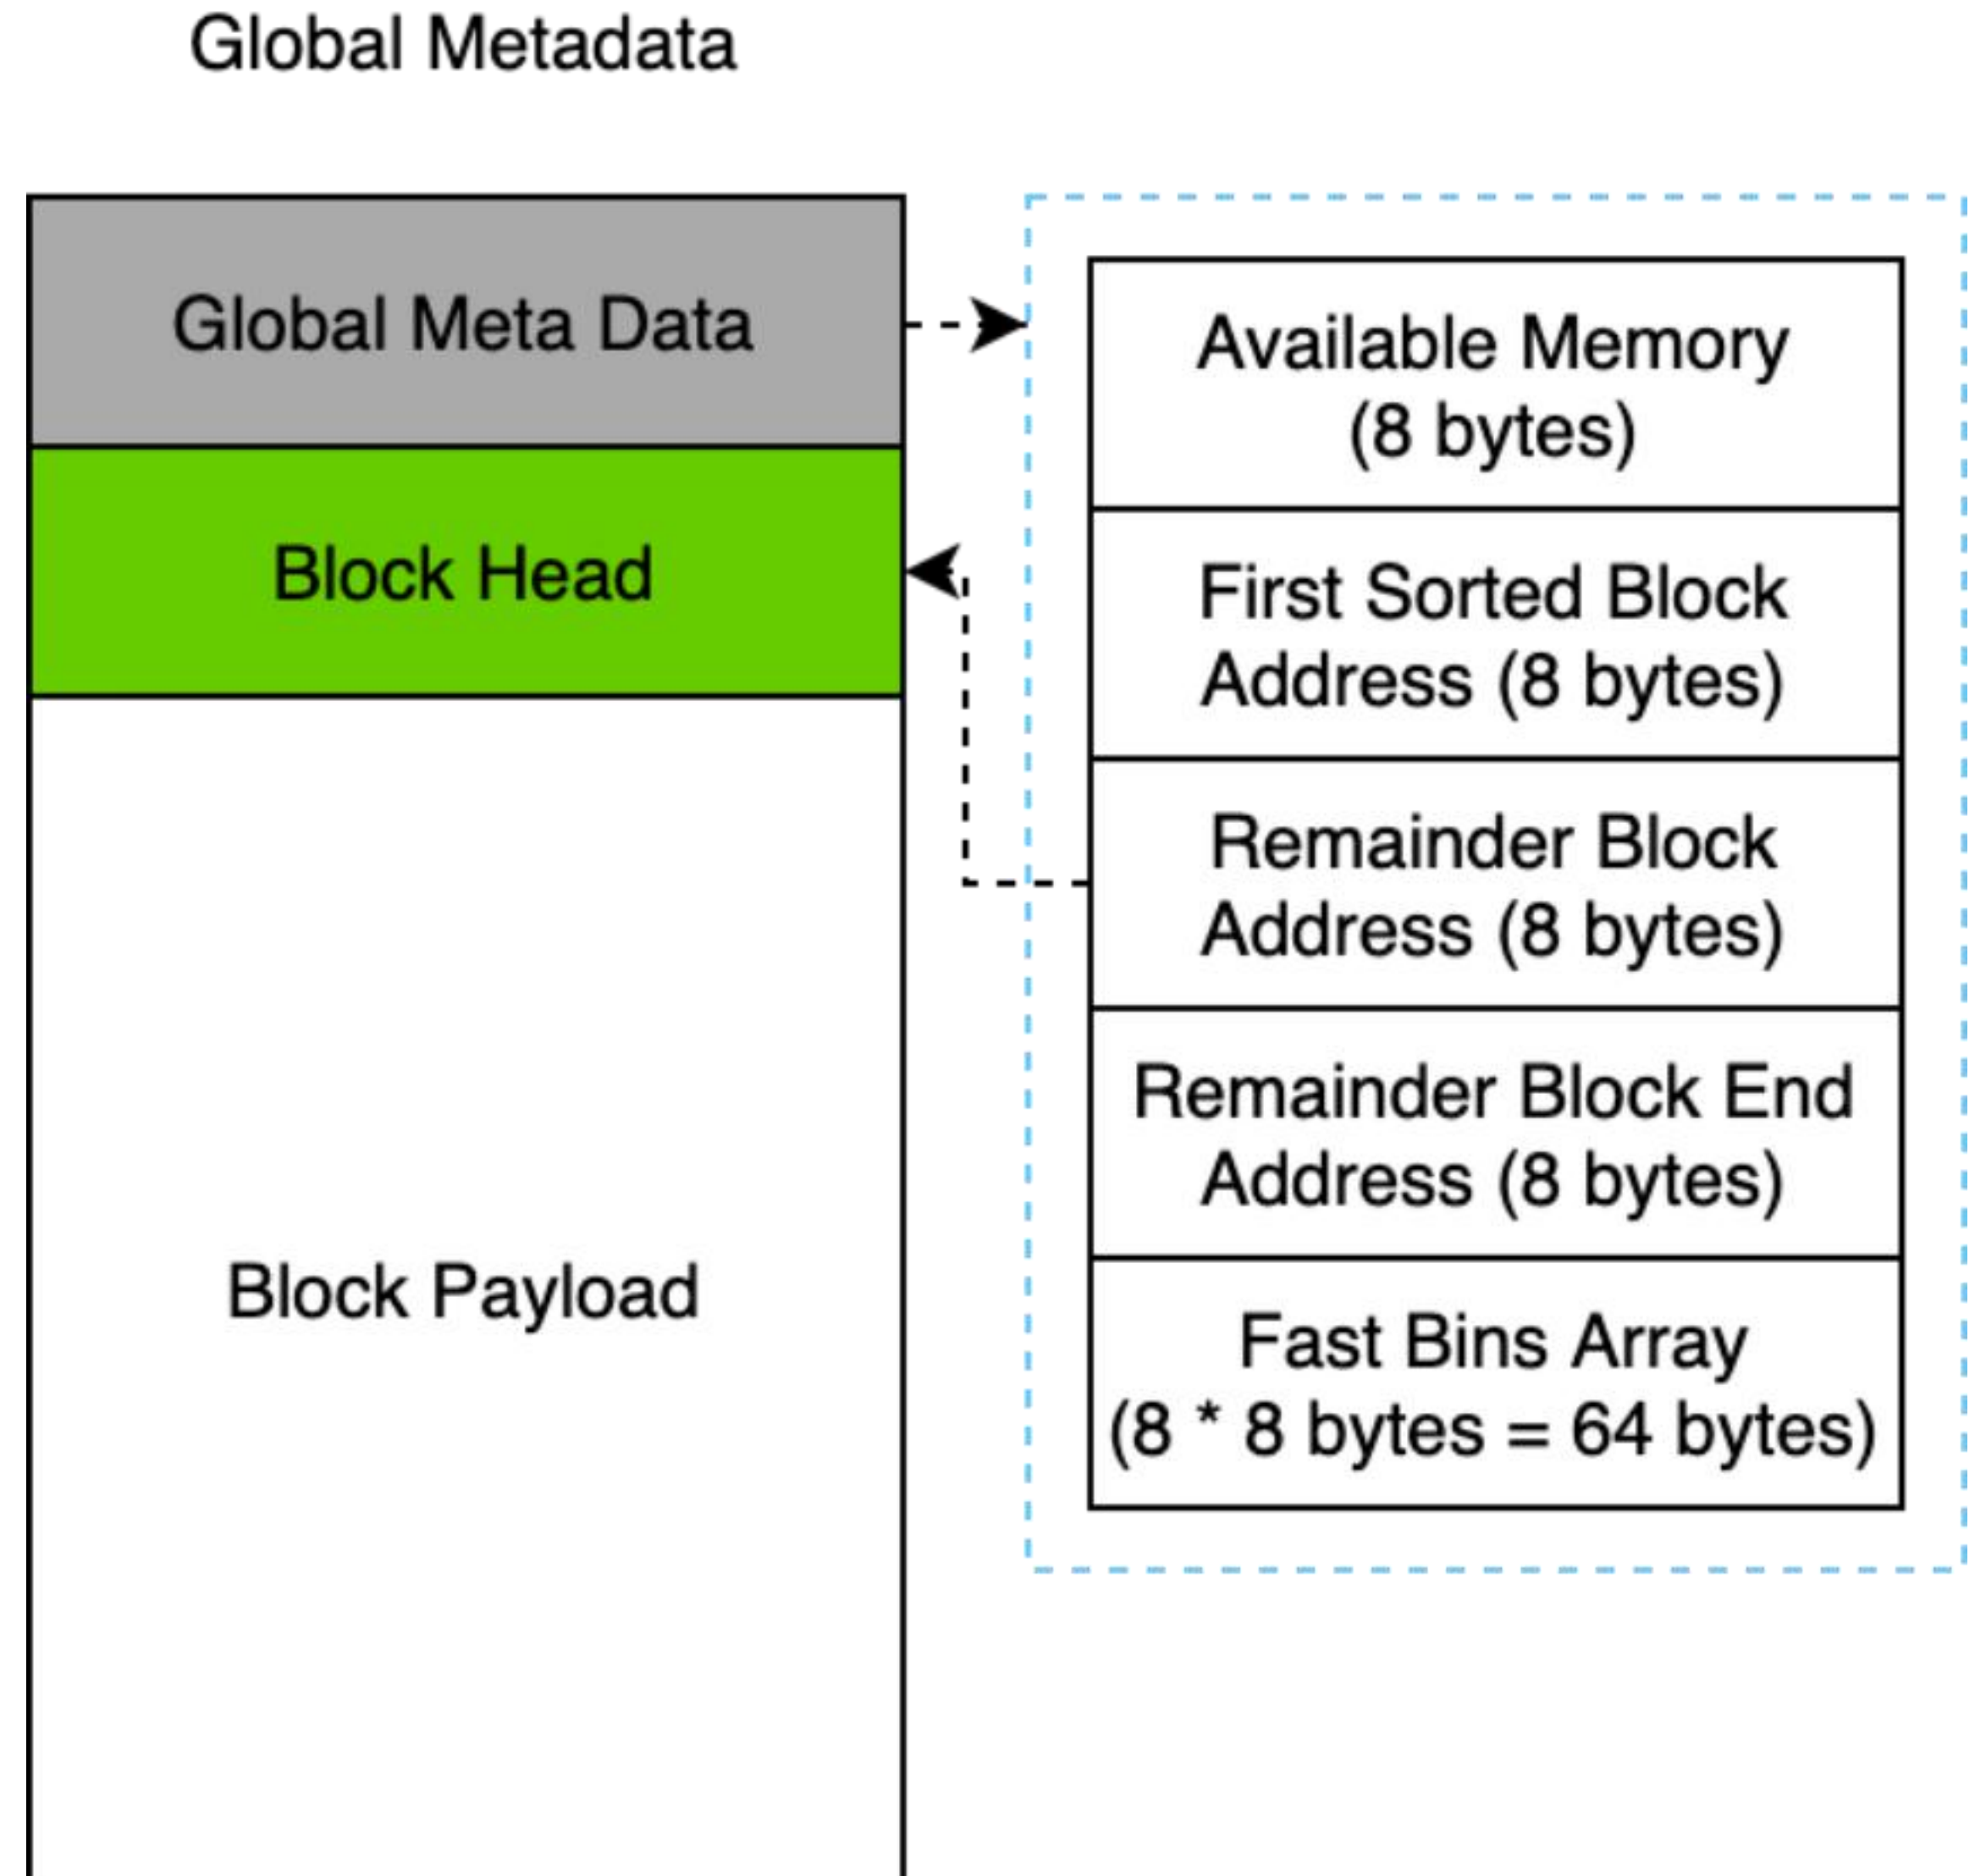 Global Metadata
Global Meta Data
Block Head
Block Payload
Available Memory
(8 bytes)
First Sorted Block
Address (8 bytes)
Remainder Block
Address (8 bytes)
Remainder Block End
Address (8 bytes)
Fast Bins Array
(8 * 8 bytes = 64 bytes)